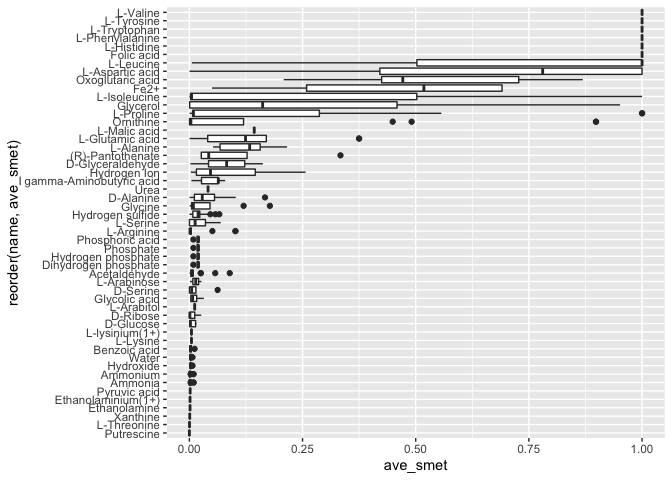 L-Valine
L-Tyrosine
L-Tryptophan
L-Phenylalanine
L-Histidine
Folic acid
L-Leucine
L-Aspartic acid
Oxoglutaric acid
Fe2+
L-Isoleucine
Glycerol
L-Proline
Ornithine
L-Malic acid
L-Glutamic acid
L-Alanine
(R)-Pantothenate
D-Glyceraldehyde
Hydrogen Ion
gamma-Aminobutyric acid
Urea
D-Alanine
Glycine
Hydrogen sulfide
L-Serine
L-Arginine
Phosphoric acid
Phosphate
Hydrogen phosphate
Dihydrogen phosphate
Acetaldehyde
L-Arabinose
D-Serine
Glycolic acid
L-Arabitol
D-Ribose
D-Glucose
L-lysinium(1+)
L-Lysine
Benzoic acid
Water
Hydroxide
Ammonium
Ammonia
Pyruvic acid
Ethanolaminium(1+)
Ethanolamine
Xanthine
L-Threonine
Putrescine
reorder(name, ave_smet)
0.00 0.25 0.50 0.75 1.00
ave_smet